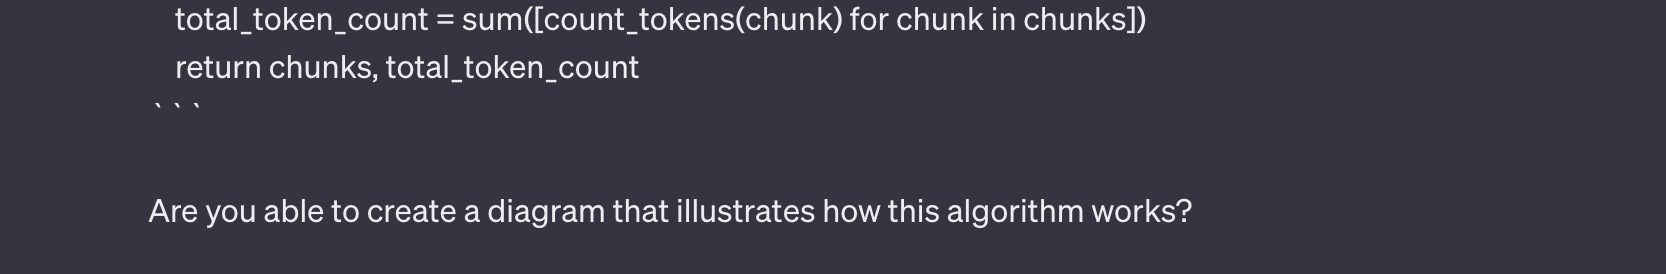 total_token_count = sum([count_tokens(chunk) for chunk in chunks])
return chunks, total_token_count
```
Are you able to create a diagram that illustrates how this algorithm works?